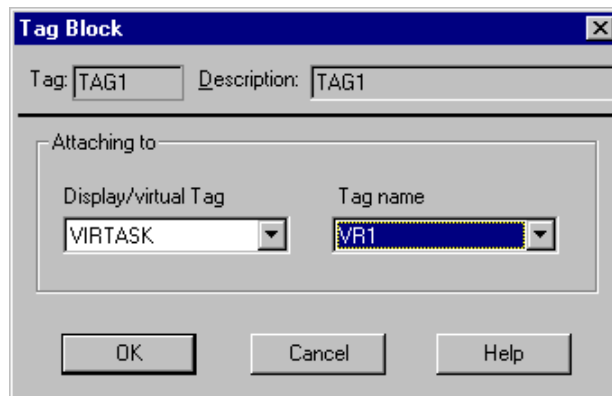 Tag Block
Tag: TAG1 Description: TAG1
Attaching to
Display/virtual Tag Tag name
VIRTASK VR1
OK Cancel Help